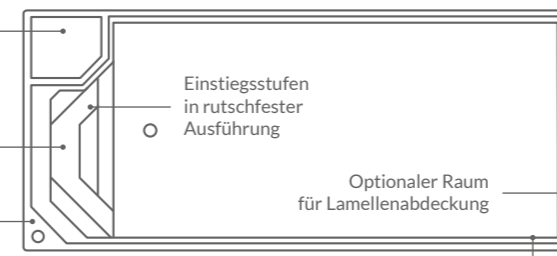 Einstiegsstufen
in rutschfester
Ausführung
Optionaler Raum
für Lamellenabdeckung